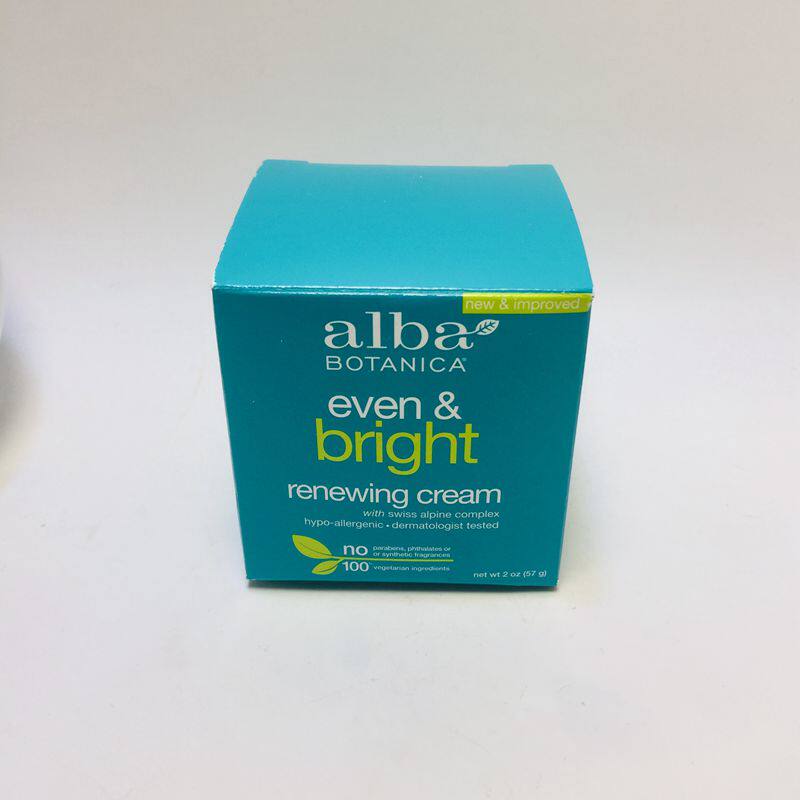 new & improved
alba
BOTANICA®
even &
bright
renewing cream
with swiss alpine complex
hypo-allergenic • dermatologist tested
no parabens, phthalates or
or synthetic fragrances
100% vegetarian ingredients
net wt 2 oz (57 g)